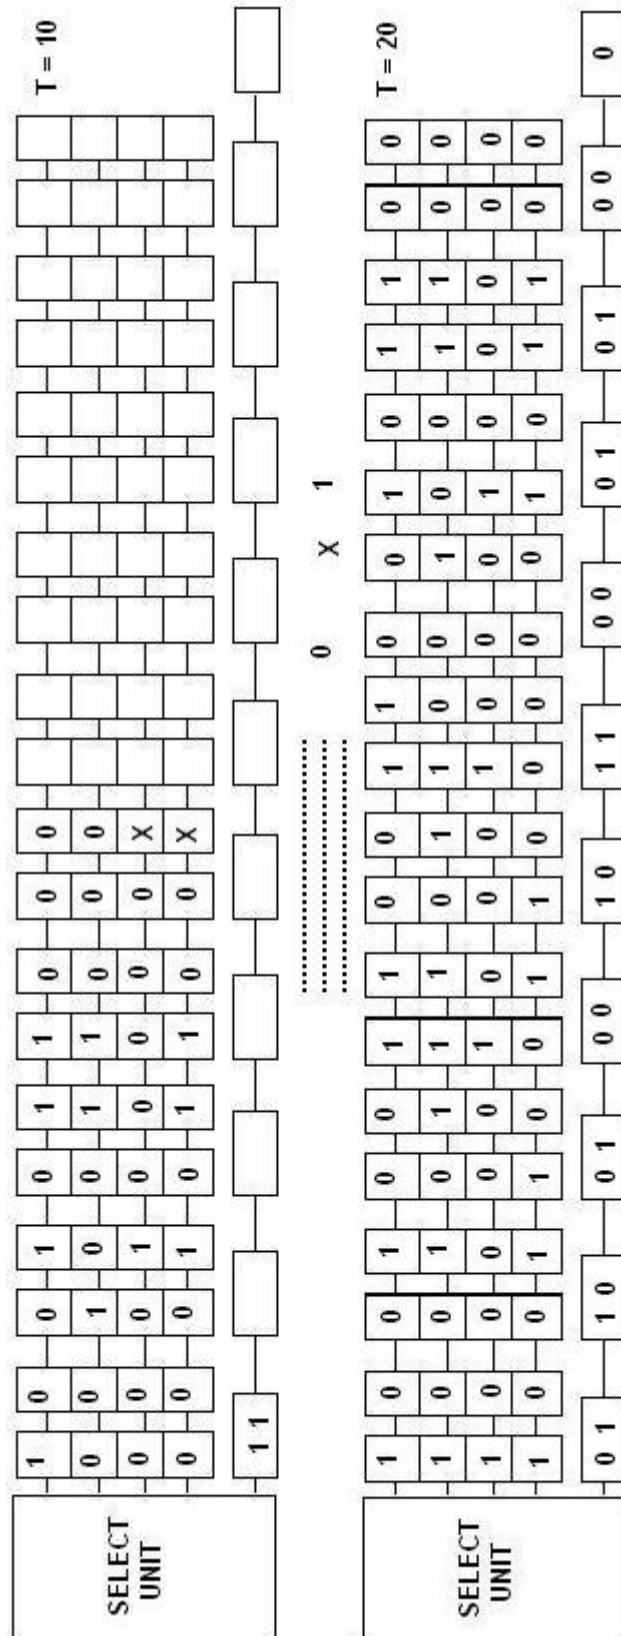 T = 10
1 0 0 1 0 1 1 0 0 0
0 0 1 0 0 1 1 0 0 0
SELECT
UNIT
0 0 0 1 0 0 0 0 0 X
0 0 0 1 0 1 1 0 0 X
1 1
0 X 1
T = 20
1 0 0 1 0 0 1 1 0 0 1 1 0 0 1 0 1 1 0 0
1 0 0 1 0 1 1 1 0 1 1 0 0 1 0 0 1 1 0 0
SELECT
UNIT
1 0 0 0 0 0 1 0 0 0 1 0 0 0 1 0 0 0 0 0
1 0 0 1 1 0 0 1 1 0 0 0 0 0 1 0 1 1 0 0
0 1 1 0 0 1 0 0 1 0 1 1 0 0 0 1 0 1 0 0 0